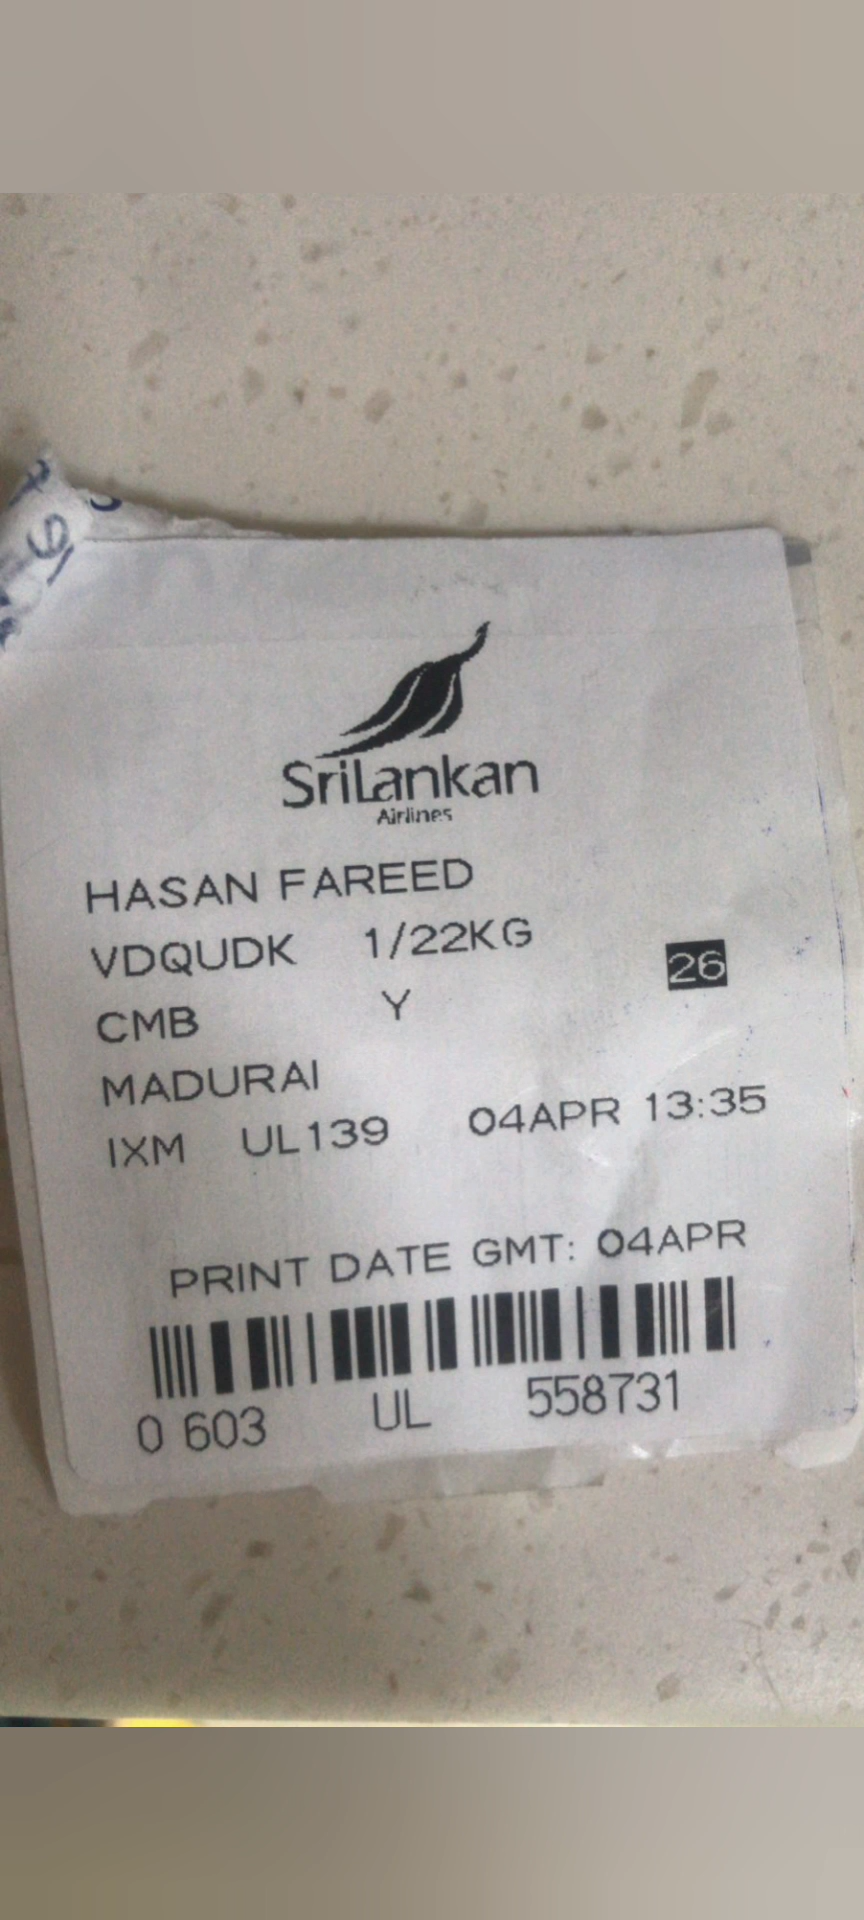 SriLankan
Airlines
HASAN FAREED
VDQUDK 1/22KG
26
CMB Y
MADURAI
IXM UL139 04APR 13:35
PRINT DATE GMT: 04APR
0 603 UL 558731